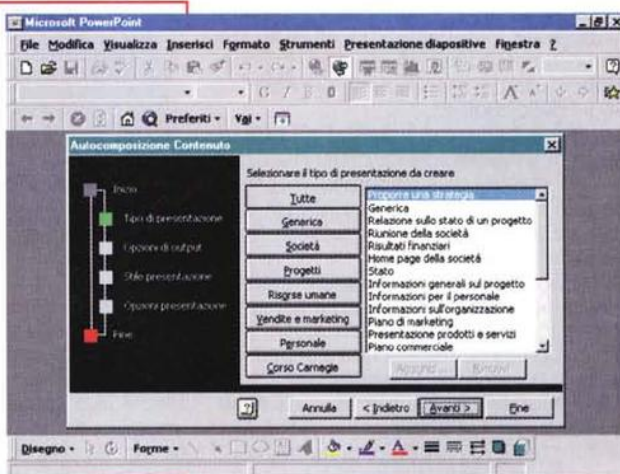 Microsoft PowerPoint
File Modifica Visualizza Inserisci Formato Strumenti Presentazione diapositive Finestra ?
G
Preferiti Vai
Autocomposizione Contenuto
Selezionare il tipo di presentazione da creare
Inizio
Tipo di presentazione
Opzioni di output
Stile presentazione
Opzioni presentazione
Fine
Tutte
Generica
Società
Progetti
Risorse umane
Vendite e marketing
Personale
Corso Carnegie
Proporre una strategia
Generica
Relazione sullo stato di un progetto
Riunione della società
Risultati finanziari
Home page della società
Stato
Informazioni generali sul progetto
Informazioni per il personale
Informazioni sull'organizzazione
Piano di marketing
Presentazione prodotti e servizi
Piano commerciale
Aggiungi... Rimuovi
Annulla < Indietro Avanti > Fine
Disegno Forme